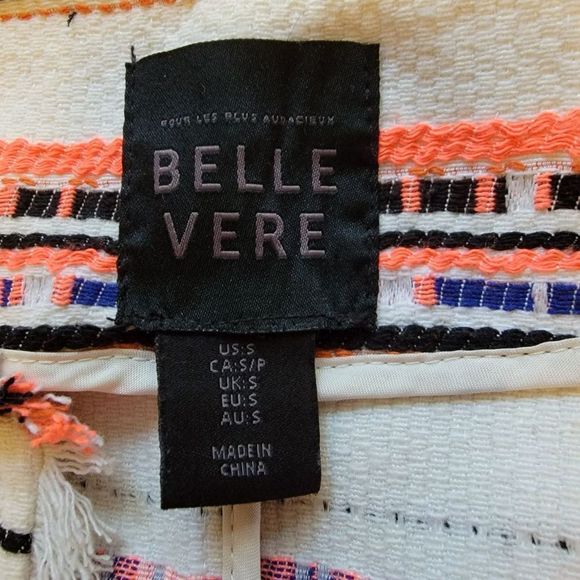 POUR LES PLUS AUDACIEUX
BELLE
VERE
US:S
CA:S/P
UK:S
EU:S
AU:S
MADE IN
CHINA